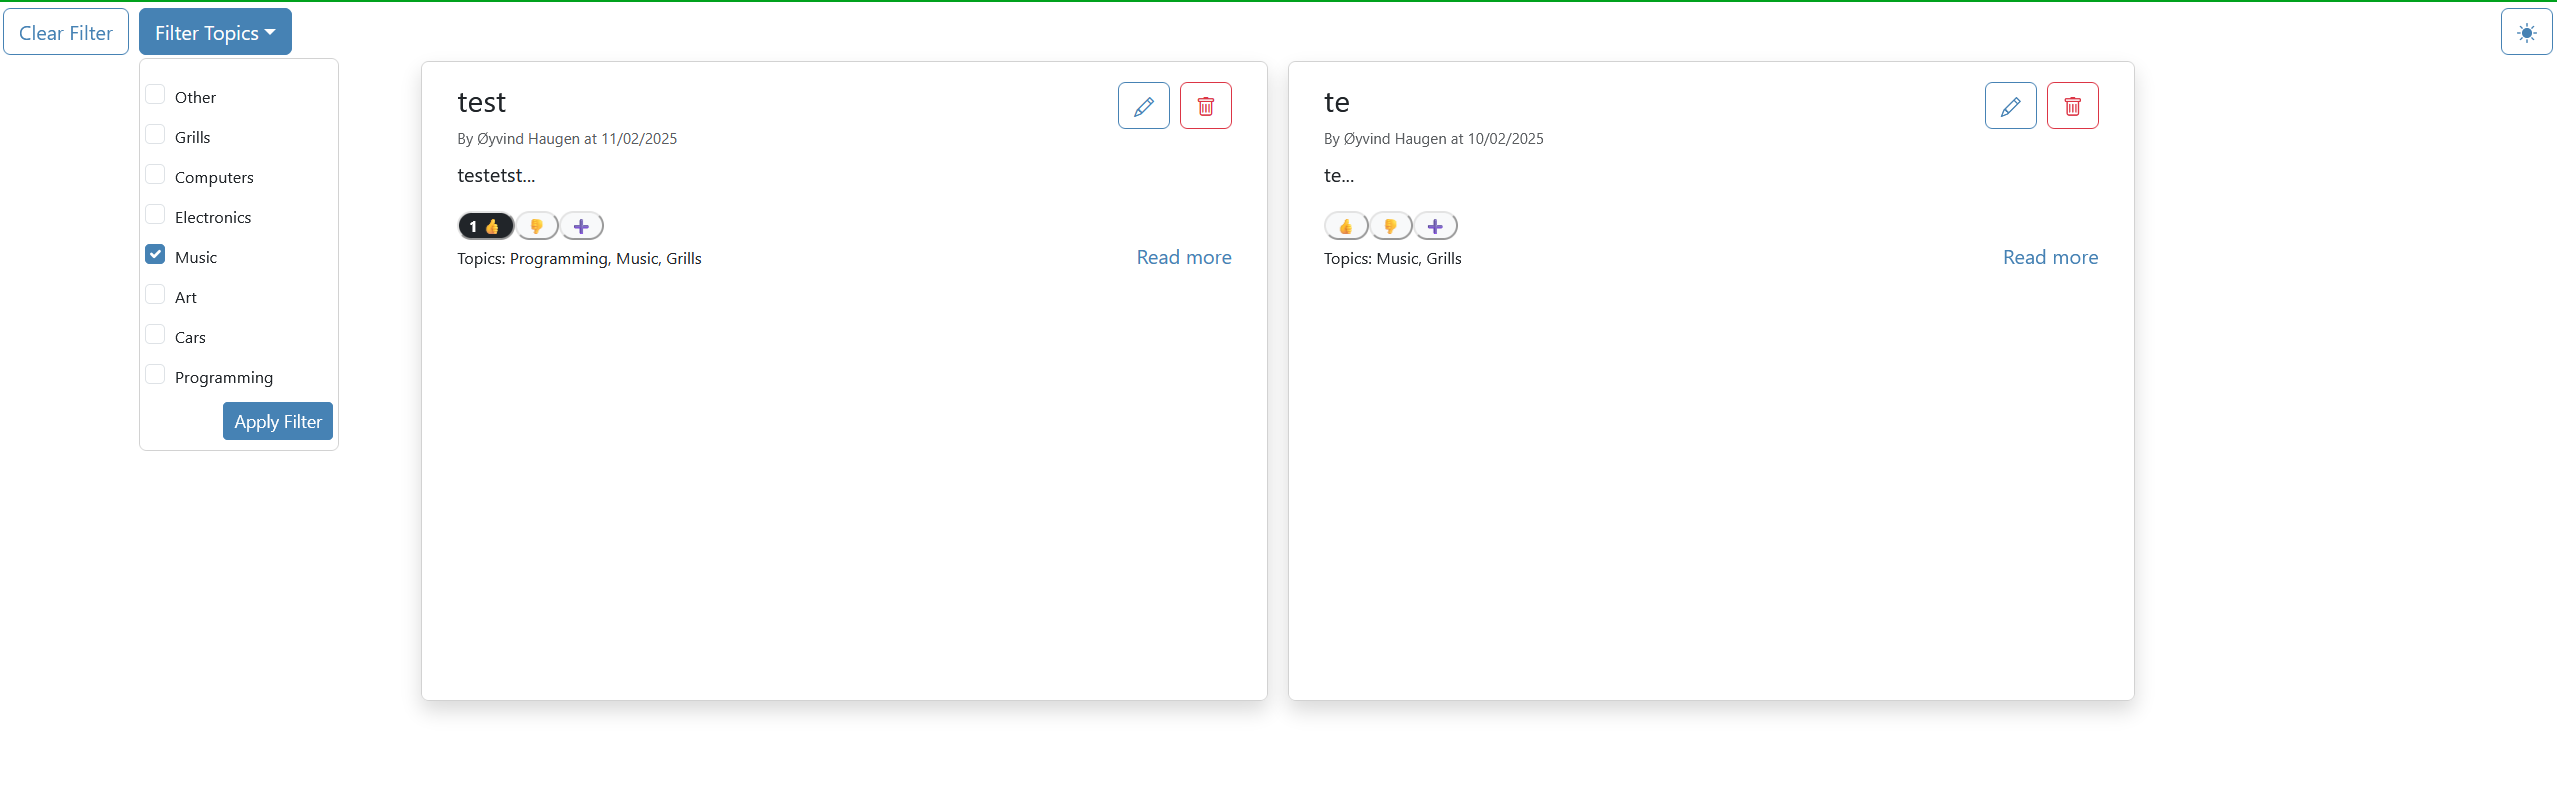 Clear Filter
Filter Topics
Other
Grills
Computers
Electronics
Music
Art
Cars
Programming
Apply Filter
test
By Øyvind Haugen at 11/02/2025
testetst...
1 👍 👎 ➕
Topics: Programming, Music, Grills
Read more
te
By Øyvind Haugen at 10/02/2025
te...
👍 👎 ➕
Topics: Music, Grills
Read more